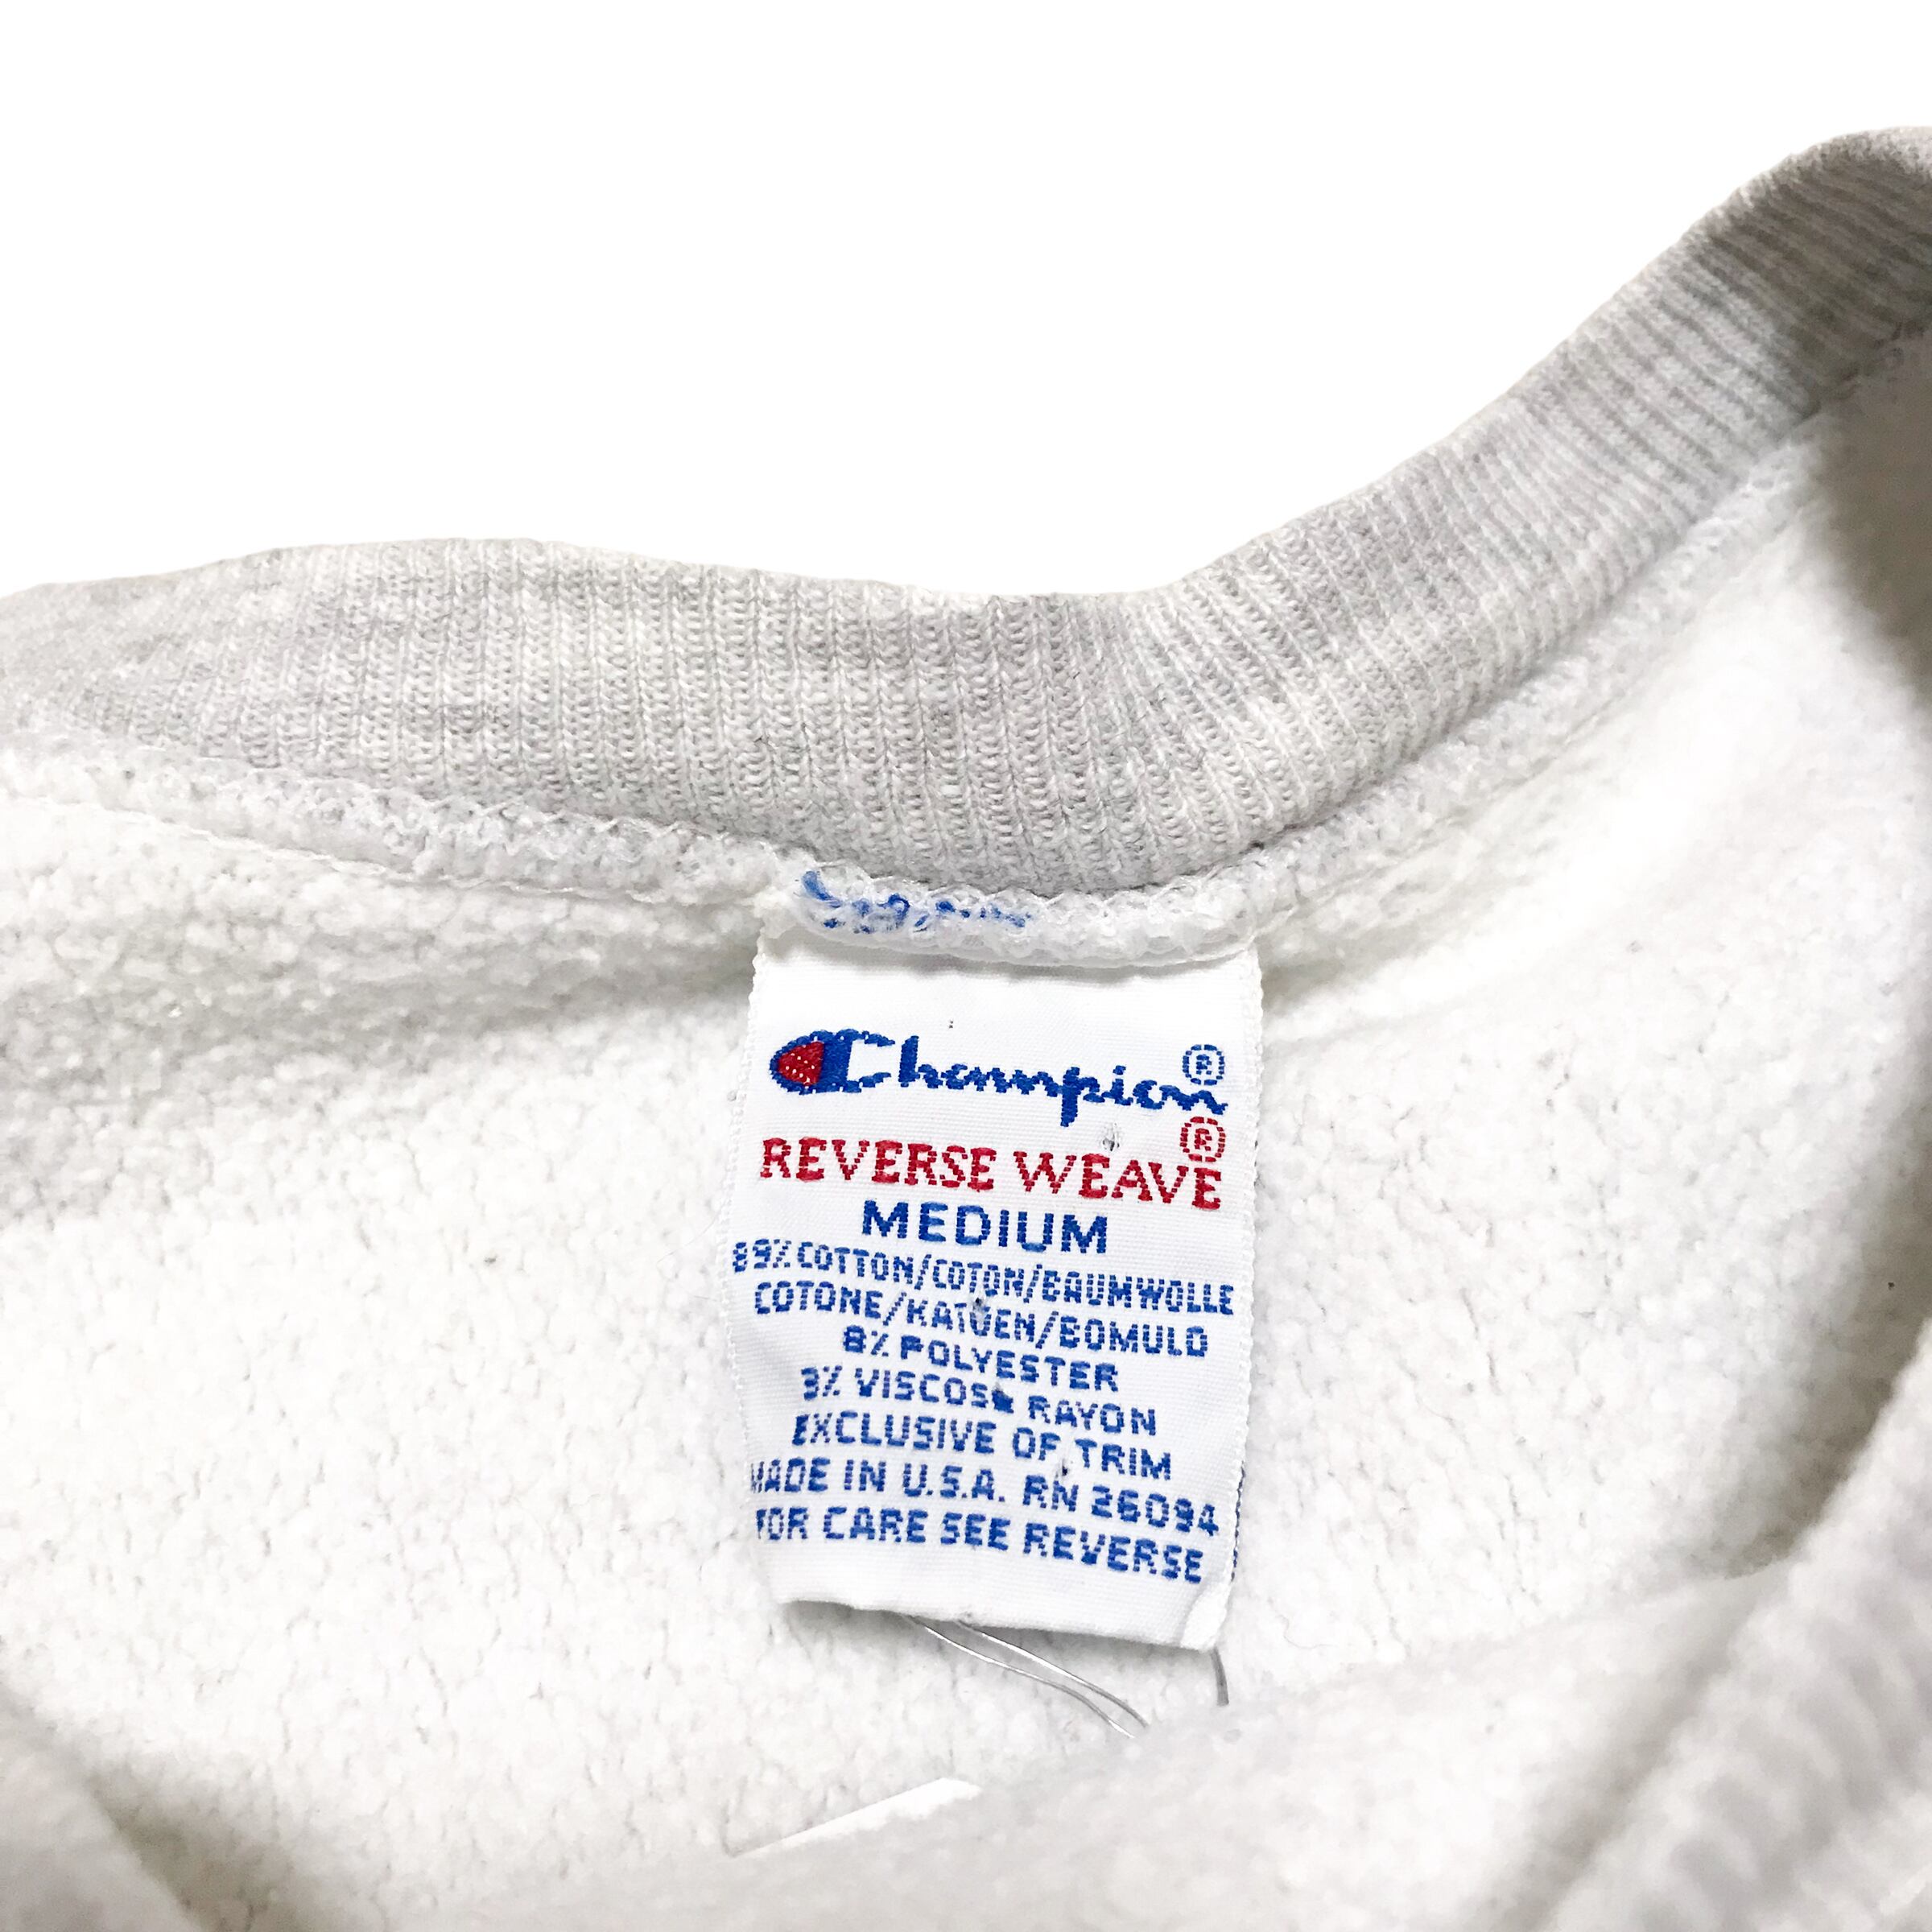 Champion®
REVERSE WEAVE®
MEDIUM
89% COTTON/COTON/BAUMWOLLE
COTONE/KATOEN/BOMULD
8% POLYESTER
3% VISCOSE RAYON
EXCLUSIVE OF TRIM
MADE IN U.S.A. RN 26094
FOR CARE SEE REVERSE